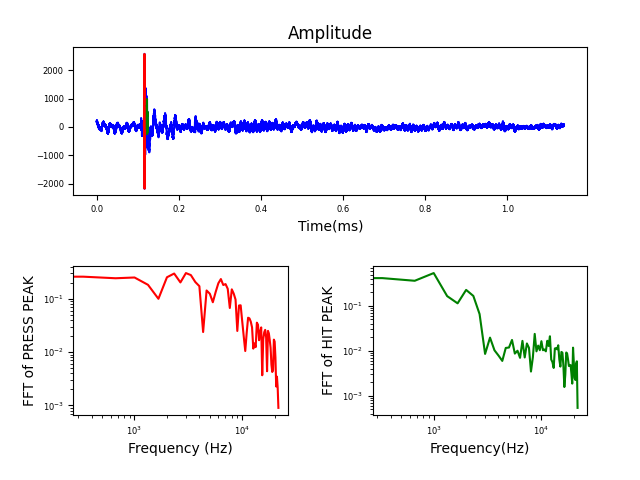 Amplitude
2000
1000
0
−1000
−2000
0.0 0.2 0.4 0.6 0.8 1.0
Time(ms)
FFT of PRESS PEAK
10⁻¹
10⁻²
10⁻³
10³ 10⁴
Frequency (Hz)
FFT of HIT PEAK
10⁻¹
10⁻²
10⁻³
10³ 10⁴
Frequency(Hz)